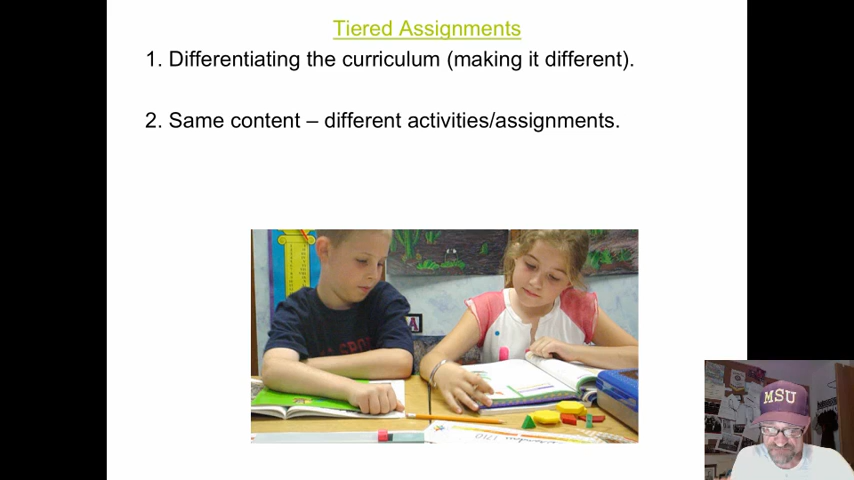 Tiered Assignments
1. Differentiating the curriculum (making it different).
2. Same content – different activities/assignments.
A
MSU